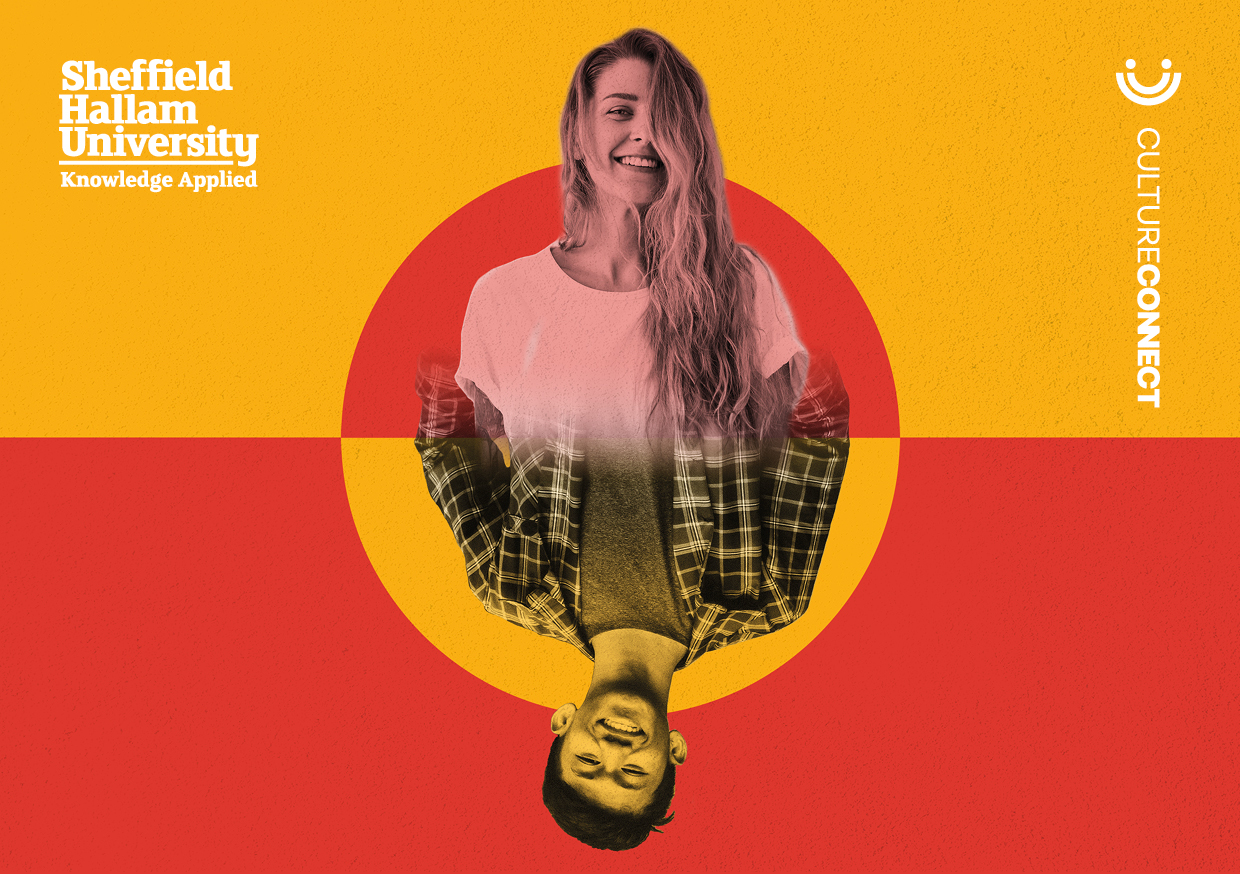 Sheffield
Hallam
University
Knowledge Applied
CULTURECONNECT